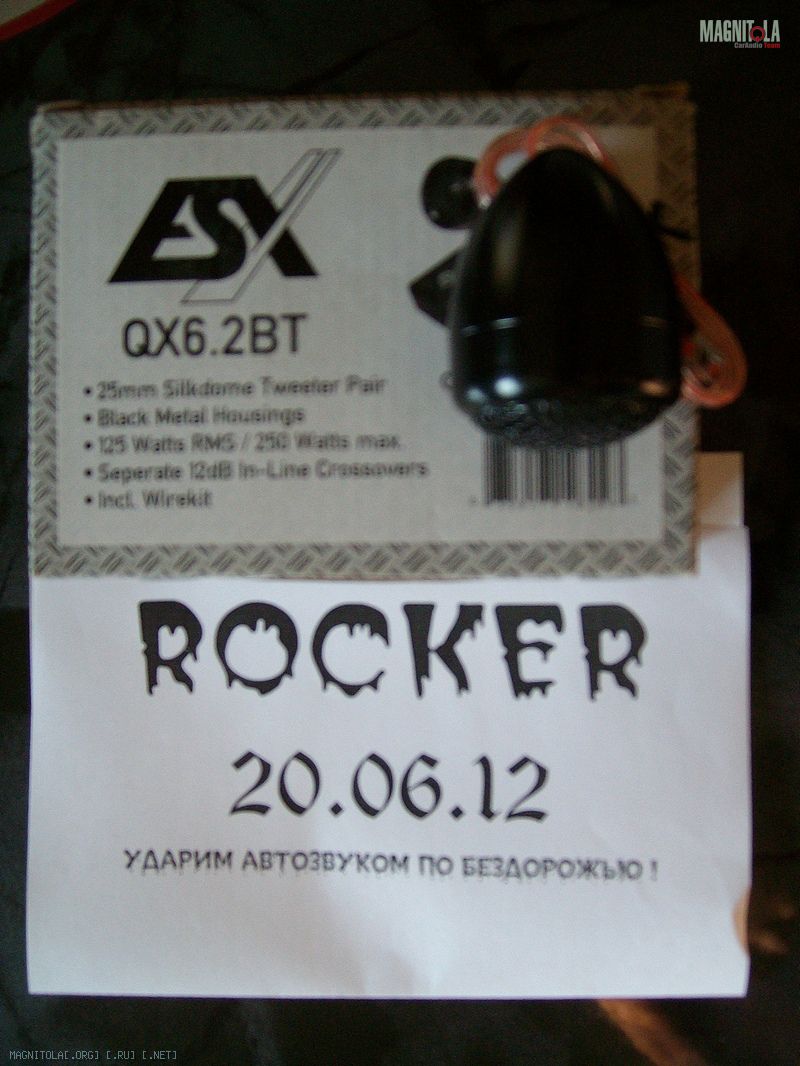 MAGNITOLA
CarAudio Team
ESX
QX6.2BT
• 25mm Silkdome Tweeter Pair
• Black Metal Housings
• 125 Watts RMS / 250 Watts max.
• Seperate 12dB In-Line Crossovers
• Incl. Wirekit
ROCKER
20.06.12
УДАРИМ АВТОЗВУКОМ ПО БЕЗДОРОЖЬЮ !
MAGNITOLA[.ORG] [.RU] [.NET]